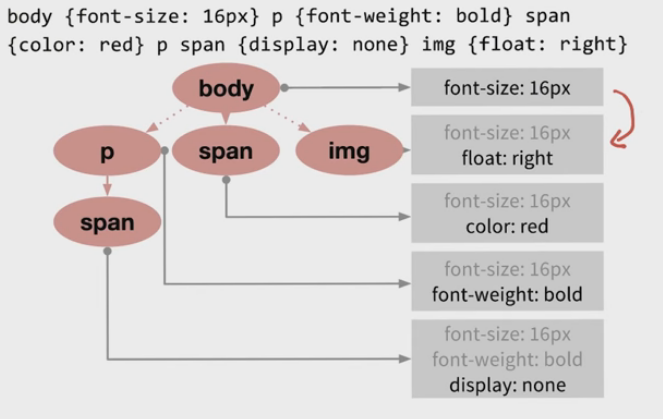 body {font-size: 16px} p {font-weight: bold} span
{color: red} p span {display: none} img {float: right}
body
font-size: 16px
p
span
img
font-size: 16px
float: right
span
font-size: 16px
color: red
font-size: 16px
font-weight: bold
font-size: 16px
font-weight: bold
display: none